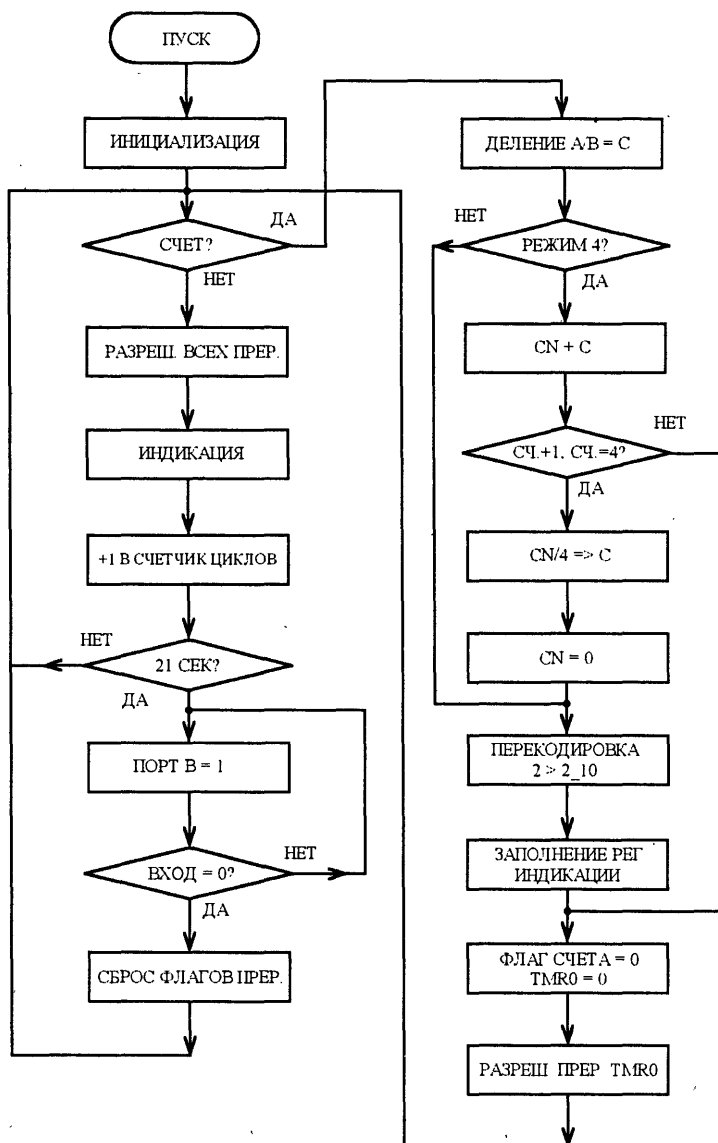 ПУСК
ИНИЦИАЛИЗАЦИЯ
СЧЕТ?
ДА
НЕТ
РАЗРЕШ. ВСЕХ ПРЕР.
ИНДИКАЦИЯ
+1 В СЧЕТЧИК ЦИКЛОВ
НЕТ
21 СЕК?
ДА
ПОРТ В = 1
ВХОД = 0?
НЕТ
ДА
СБРОС ФЛАГОВ ПРЕР.
ДЕЛЕНИЕ А/В = С
НЕТ
РЕЖИМ 4?
ДА
CN + C
НЕТ
СЧ.+1, СЧ.=4?
ДА
CN/4 => C
CN = 0
ПЕРЕКОДИРОВКА
2 > 2_10
ЗАПОЛНЕНИЕ РЕГ
ИНДИКАЦИИ
ФЛАГ СЧЕТА = 0
TMR0 = 0
РАЗРЕШ ПРЕР TMR0